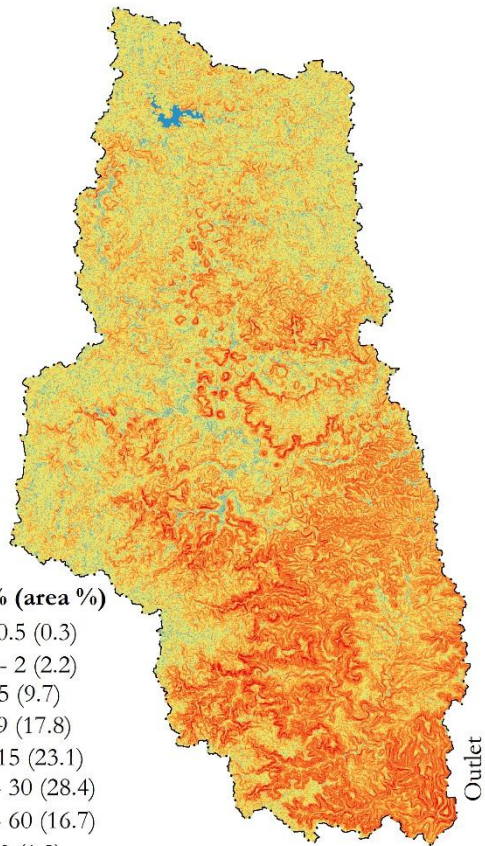 % (area %)
0.5 (0.3)
- 2 (2.2)
5 (9.7)
9 (17.8)
15 (23.1)
- 30 (28.4)
- 60 (16.7)
Outlet